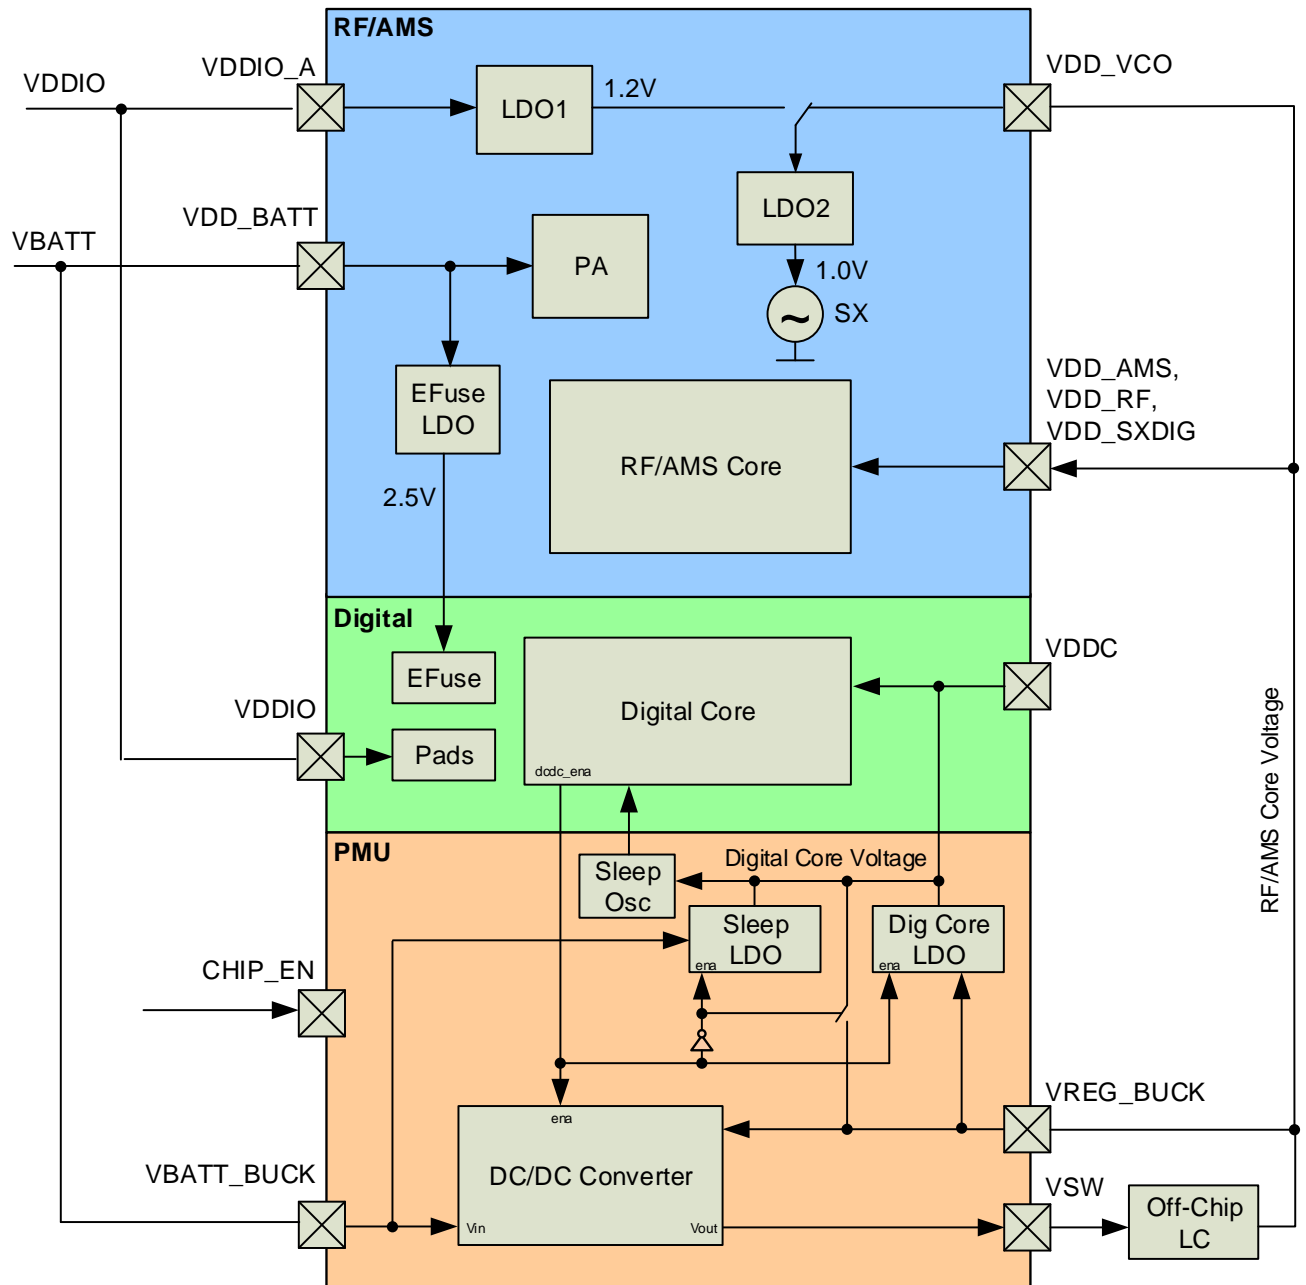 RF/AMS
VDDIO
VDDIO_A
LDO1
1.2V
VDD_VCO
VBATT
VDD_BATT
PA
LDO2
1.0V
~
SX
EFuse
LDO
2.5V
RF/AMS Core
VDD_AMS,
VDD_RF,
VDD_SXDIG
Digital
EFuse
Digital Core
dcdc_ena
VDDC
VDDIO
Pads
RF/AMS Core Voltage
PMU
Digital Core Voltage
Sleep
Osc
Sleep
LDO
ena
Dig Core
LDO
ena
CHIP_EN
ena
DC/DC Converter
Vin
Vout
VREG_BUCK
VBATT_BUCK
VSW
Off-Chip
LC